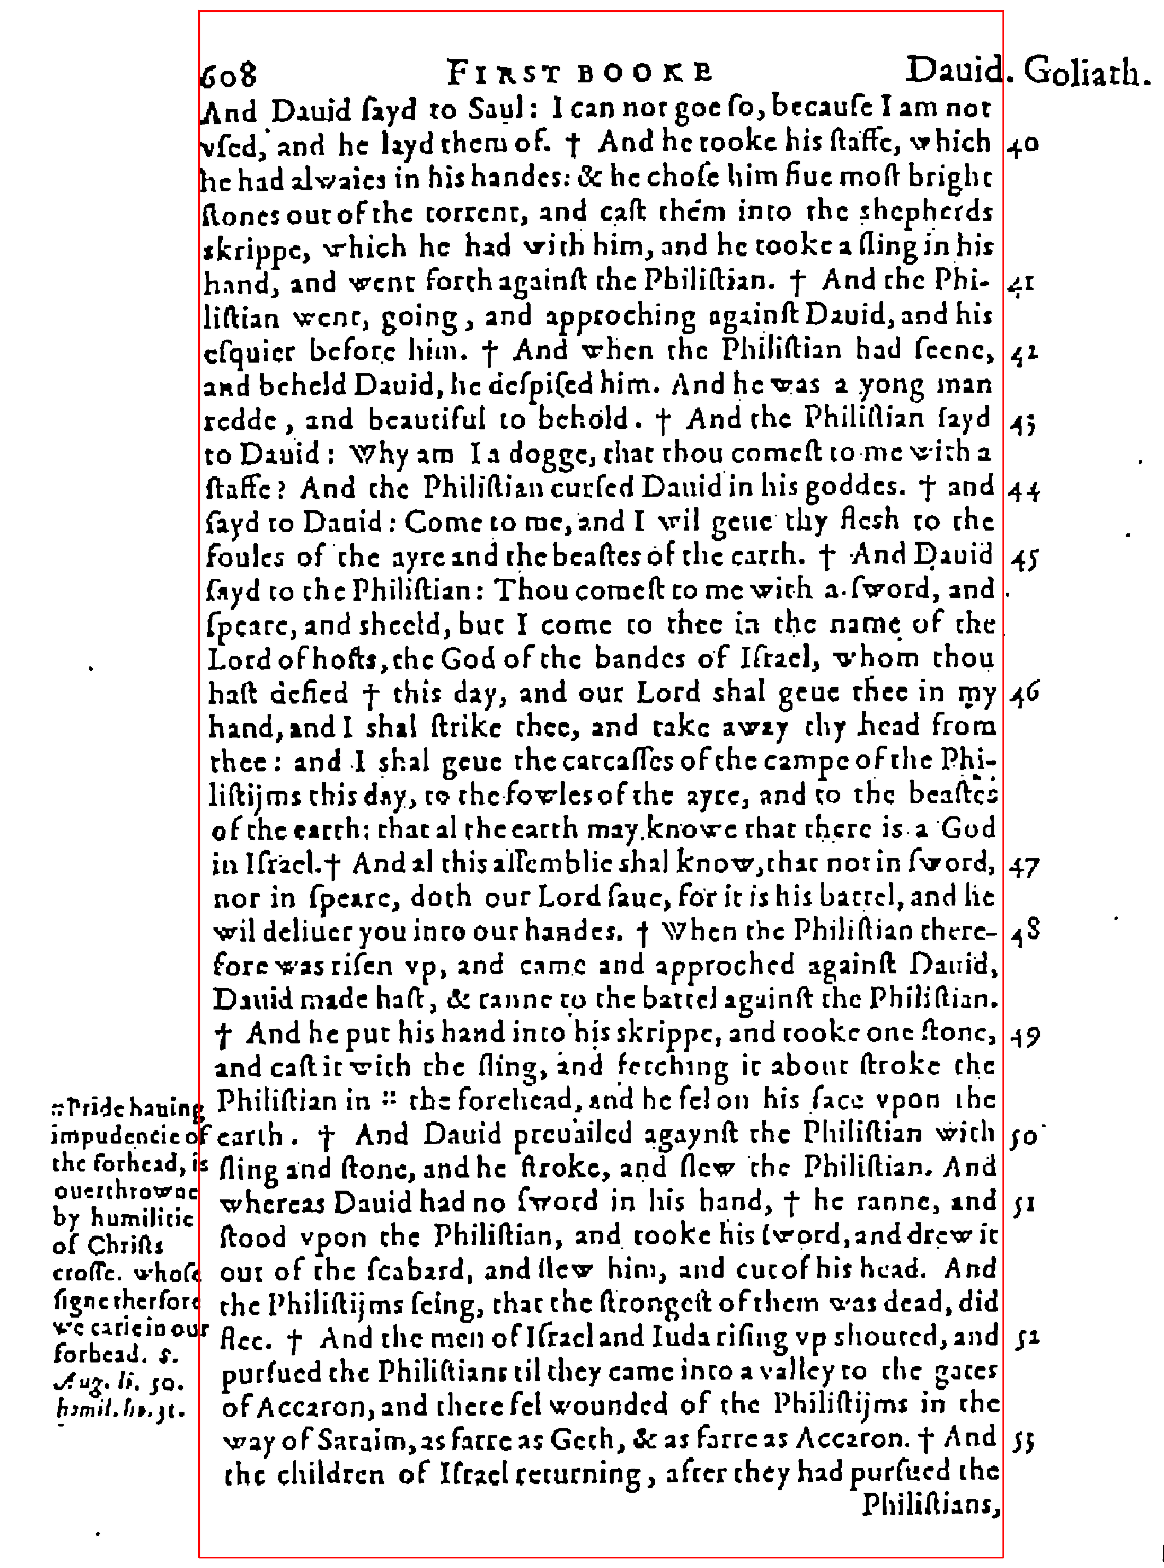 608 FIRST BOOKE Dauid. Goliath.
And Dauid ſayd to Saul: I can not goe ſo, becauſe I am not
vſed, and he layd them of. † And he tooke his ſtaffe, which 40
he had alwaies in his handes: & he choſe him fiue moſt bright
ſtones out of the torrent, and caſt them into the shepherds
skrippe, which he had with him, and he tooke a ſling in his
hand, and went forth againſt the Philiſtian. † And the Phi- 41
liſtian went, going, and approching againſt Dauid, and his
eſquier before him. † And when the Philiſtian had ſeene, 42
and beheld Dauid, he deſpiſed him. And he was a yong man
redde, and beautiful to behold. † And the Philiſtian ſayd 43
to Dauid: Why am I a dogge, that thou comeſt to me with a
ſtaffe? And the Philiſtian curſed Dauid in his goddes. † and 44
ſayd to Dauid: Come to me, and I wil geue thy flesh to the
foules of the ayre and the beaſtes of the earth. † And Dauid 45
ſayd to the Philiſtian: Thou comeſt to me with a ſword, and
ſpeare, and sheeld, but I come to thee in the name of the
Lord of hoſts, the God of the bandes of Iſrael, whom thou
haſt defied † this day, and our Lord shal geue thee in my 46
hand, and I shal ſtrike thee, and take away thy head from
thee: and I shal geue the carcaſſes of the campe of the Phi-
liſtijms this day, to the fowles of the ayre, and to the beaſtes
of the earth: that al the earth may knowe that there is a God
in Iſrael. † And al this aſſemblie shal know, that not in ſword, 47
nor in ſpeare, doth our Lord ſaue, for it is his battel, and he
wil deliuer you into our handes. † When the Philiſtian there- 48
fore was riſen vp, and came and approched againſt Dauid,
Dauid made haſt, & ranne to the battel againſt the Philiſtian.
† And he put his hand into his skrippe, and tooke one ſtone, 49
and caſt it with the ſling, and fetching it about ſtroke the
Philiſtian in :: the forehead, and he fel on his face vpon the
earth. † And Dauid preuailed agaynſt the Philiſtian with 50
ſling and ſtone, and he ſtroke, and ſlew the Philiſtian. And
whereas Dauid had no ſword in his hand, † he ranne, and 51
ſtood vpon the Philiſtian, and tooke his ſword, and drew it
out of the ſcabard, and ſlew him, and cut of his head. And
the Philiſtijms ſeing, that the ſtrongeſt of them was dead, did
flee. † And the men of Iſrael and Iuda riſing vp shouted, and 52
purſued the Philiſtians til they came into a valley to the gates
of Accaron, and there fel wounded of the Philiſtijms in the
way of Saraim, as farre as Geth, & as farre as Accaron. † And 53
the children of Iſrael returning, after they had purſued the
Philiſtians,
:: Pride hauing
impudencie of
the forhead, is
ouerthrowne
by humilitie
of Chriſts
croſſe. whoſe
ſigne therfore
we carie in our
forhead. S.
Aug. li. 50.
homil. ho. 31.